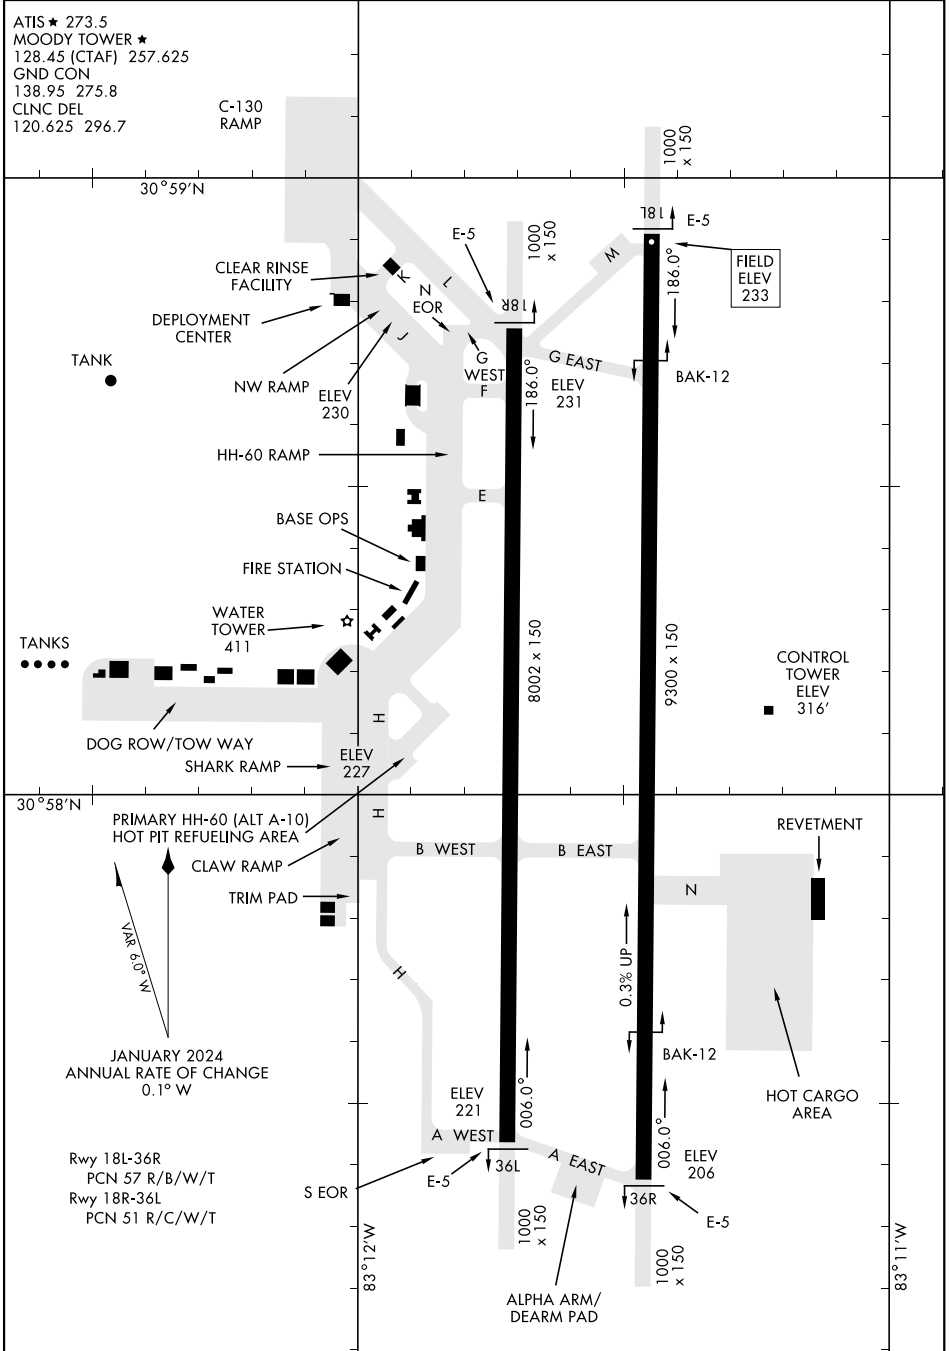 ATIS ★ 273.5
MOODY TOWER ★
128.45 (CTAF) 257.625
GND CON
138.95 275.8
CLNC DEL
120.625 296.7
C-130
RAMP
1000
x 150
30°59'N
18L
E-5
E-5
1000
x 150
M
FIELD
ELEV
233
CLEAR RINSE
FACILITY
K
L
N
EOR
18R
186.0°
DEPLOYMENT
CENTER
J
TANK
NW RAMP
ELEV
230
G
WEST
F
186.0°
G EAST
ELEV
231
BAK-12
HH-60 RAMP
E
BASE OPS
FIRE STATION
WATER
TOWER
411
TANKS
8002 x 150
9300 x 150
CONTROL
TOWER
ELEV
316'
H
DOG ROW/TOW WAY
SHARK RAMP
ELEV
227
30°58'N
PRIMARY HH-60 (ALT A-10)
HOT PIT REFUELING AREA
H
REVETMENT
B WEST
B EAST
CLAW RAMP
TRIM PAD
N
VAR 6.0° W
H
0.3% UP
JANUARY 2024
ANNUAL RATE OF CHANGE
0.1° W
BAK-12
HOT CARGO
AREA
ELEV
221
006.0°
006.0°
A WEST
A EAST
ELEV
206
Rwy 18L-36R
PCN 57 R/B/W/T
Rwy 18R-36L
PCN 51 R/C/W/T
S EOR
E-5
36L
36R
E-5
1000
x 150
1000
x 150
83°12'W
83°11'W
ALPHA ARM/
DEARM PAD